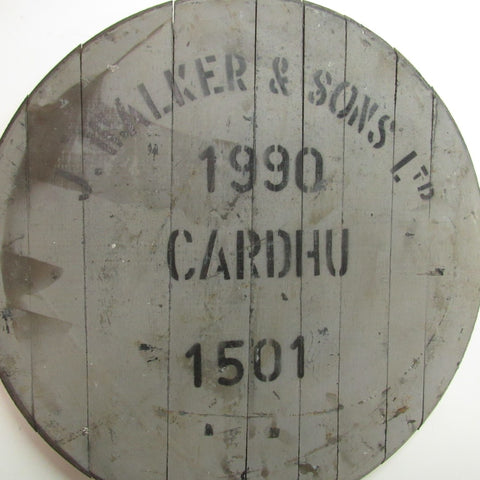 J. WALKER & SONS LTD
1990
CARDHU
1501